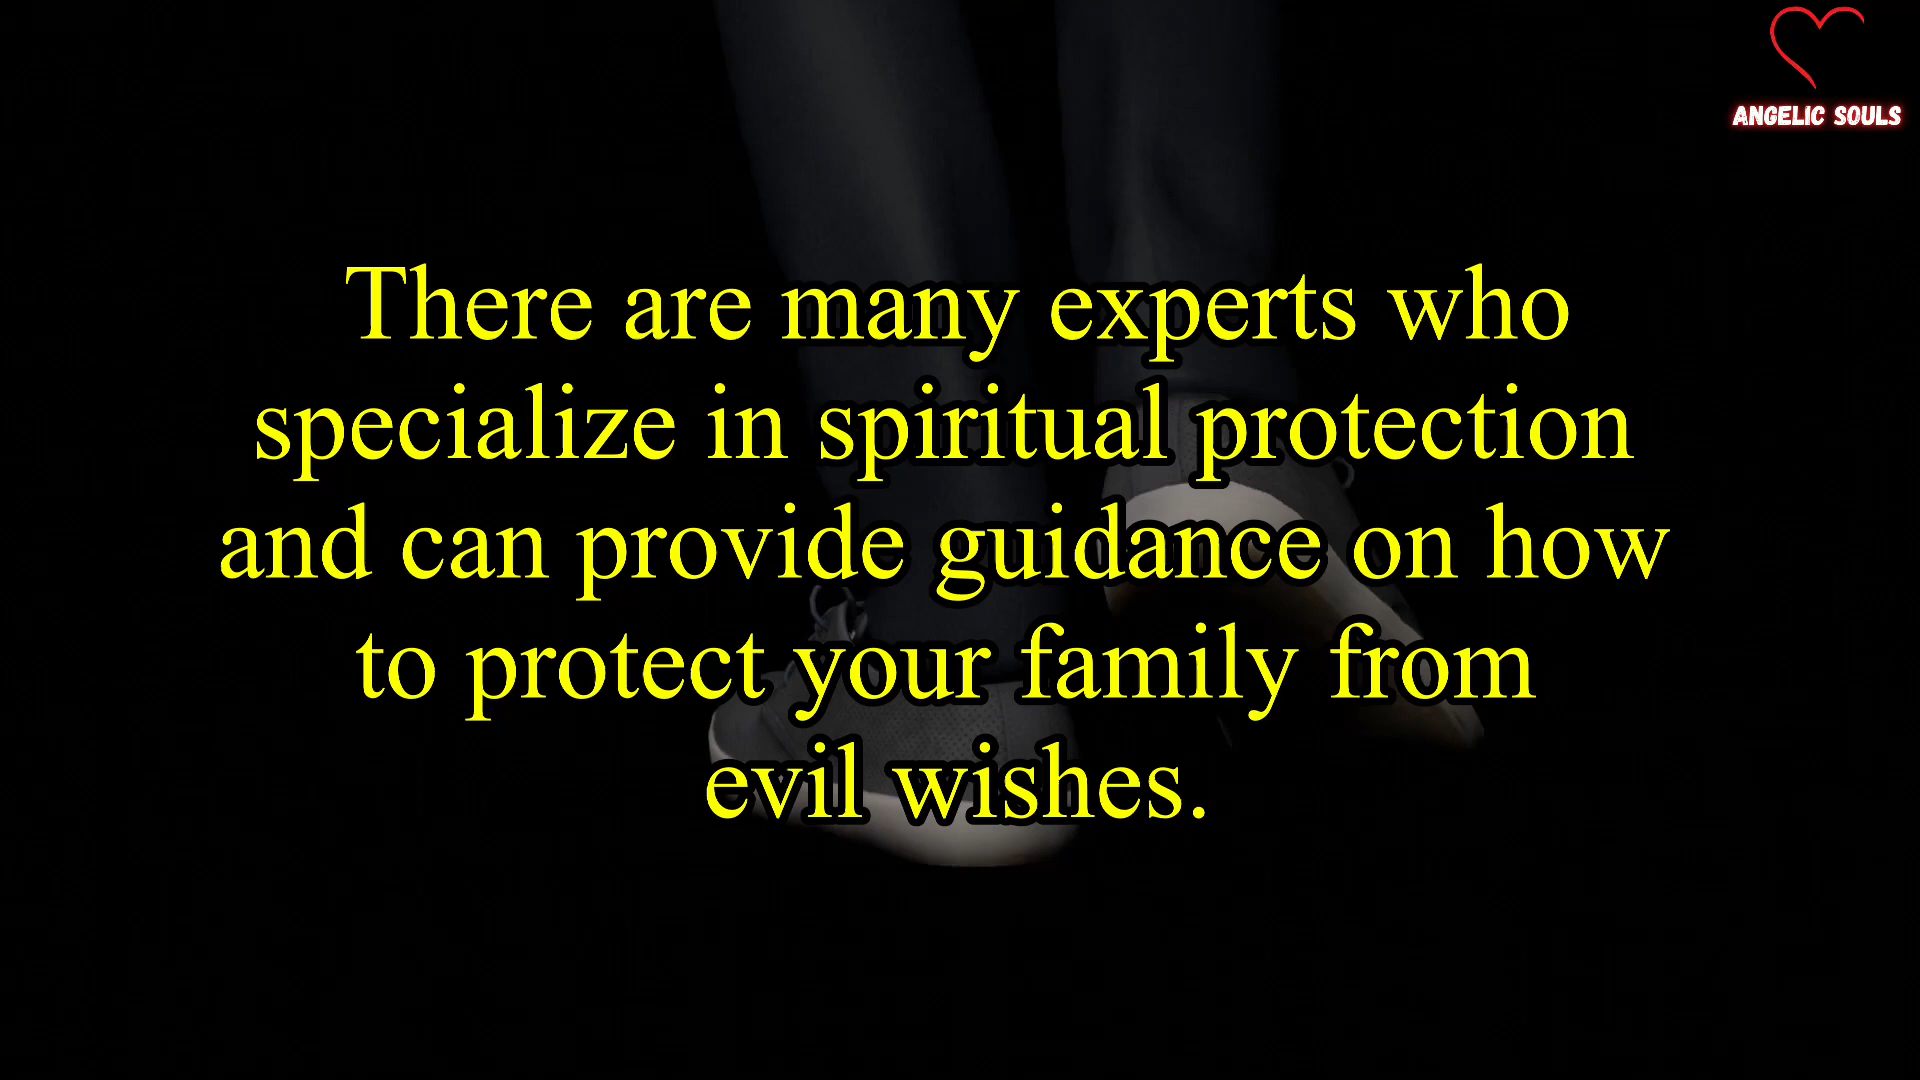 ANGELIC SOULS
There are many experts who
specialize in spiritual protection
and can provide guidance on how
to protect your family from
evil wishes.